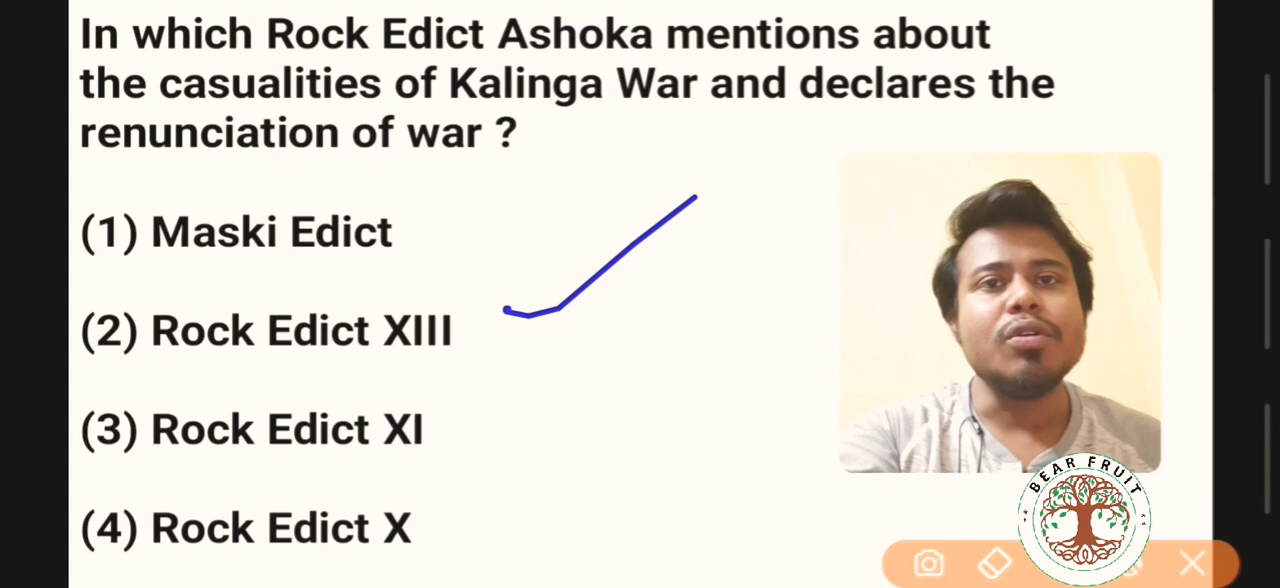 In which Rock Edict Ashoka mentions about
the casualities of Kalinga War and declares the
renunciation of war ?
(1) Maski Edict
(2) Rock Edict XIII
(3) Rock Edict XI
(4) Rock Edict X
BEAR FRUIT